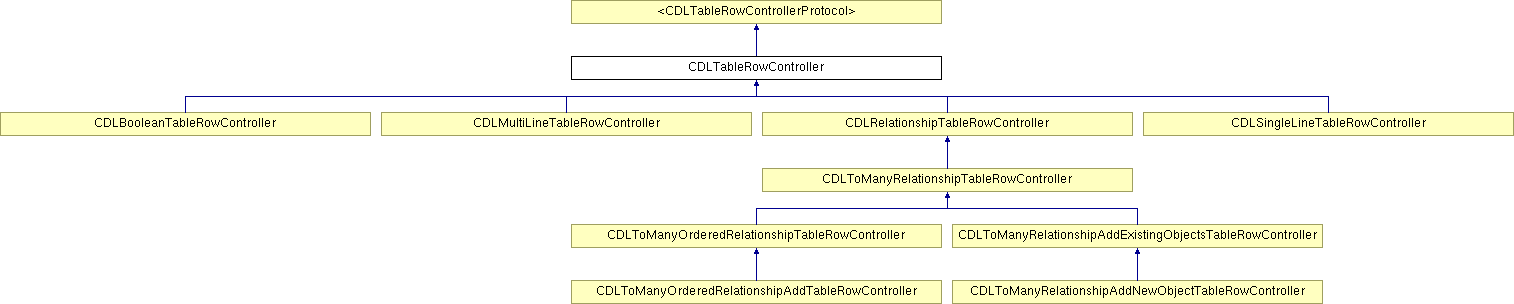 <CDLTableRowControllerProtocol>
CDLTableRowController
CDLBooleanTableRowController
CDLMultiLineTableRowController
CDLRelationshipTableRowController
CDLSingleLineTableRowController
CDLToManyRelationshipTableRowController
CDLToManyOrderedRelationshipTableRowController
CDLToManyRelationshipAddExistingObjectsTableRowController
CDLToManyOrderedRelationshipAddTableRowController
CDLToManyRelationshipAddNewObjectTableRowController